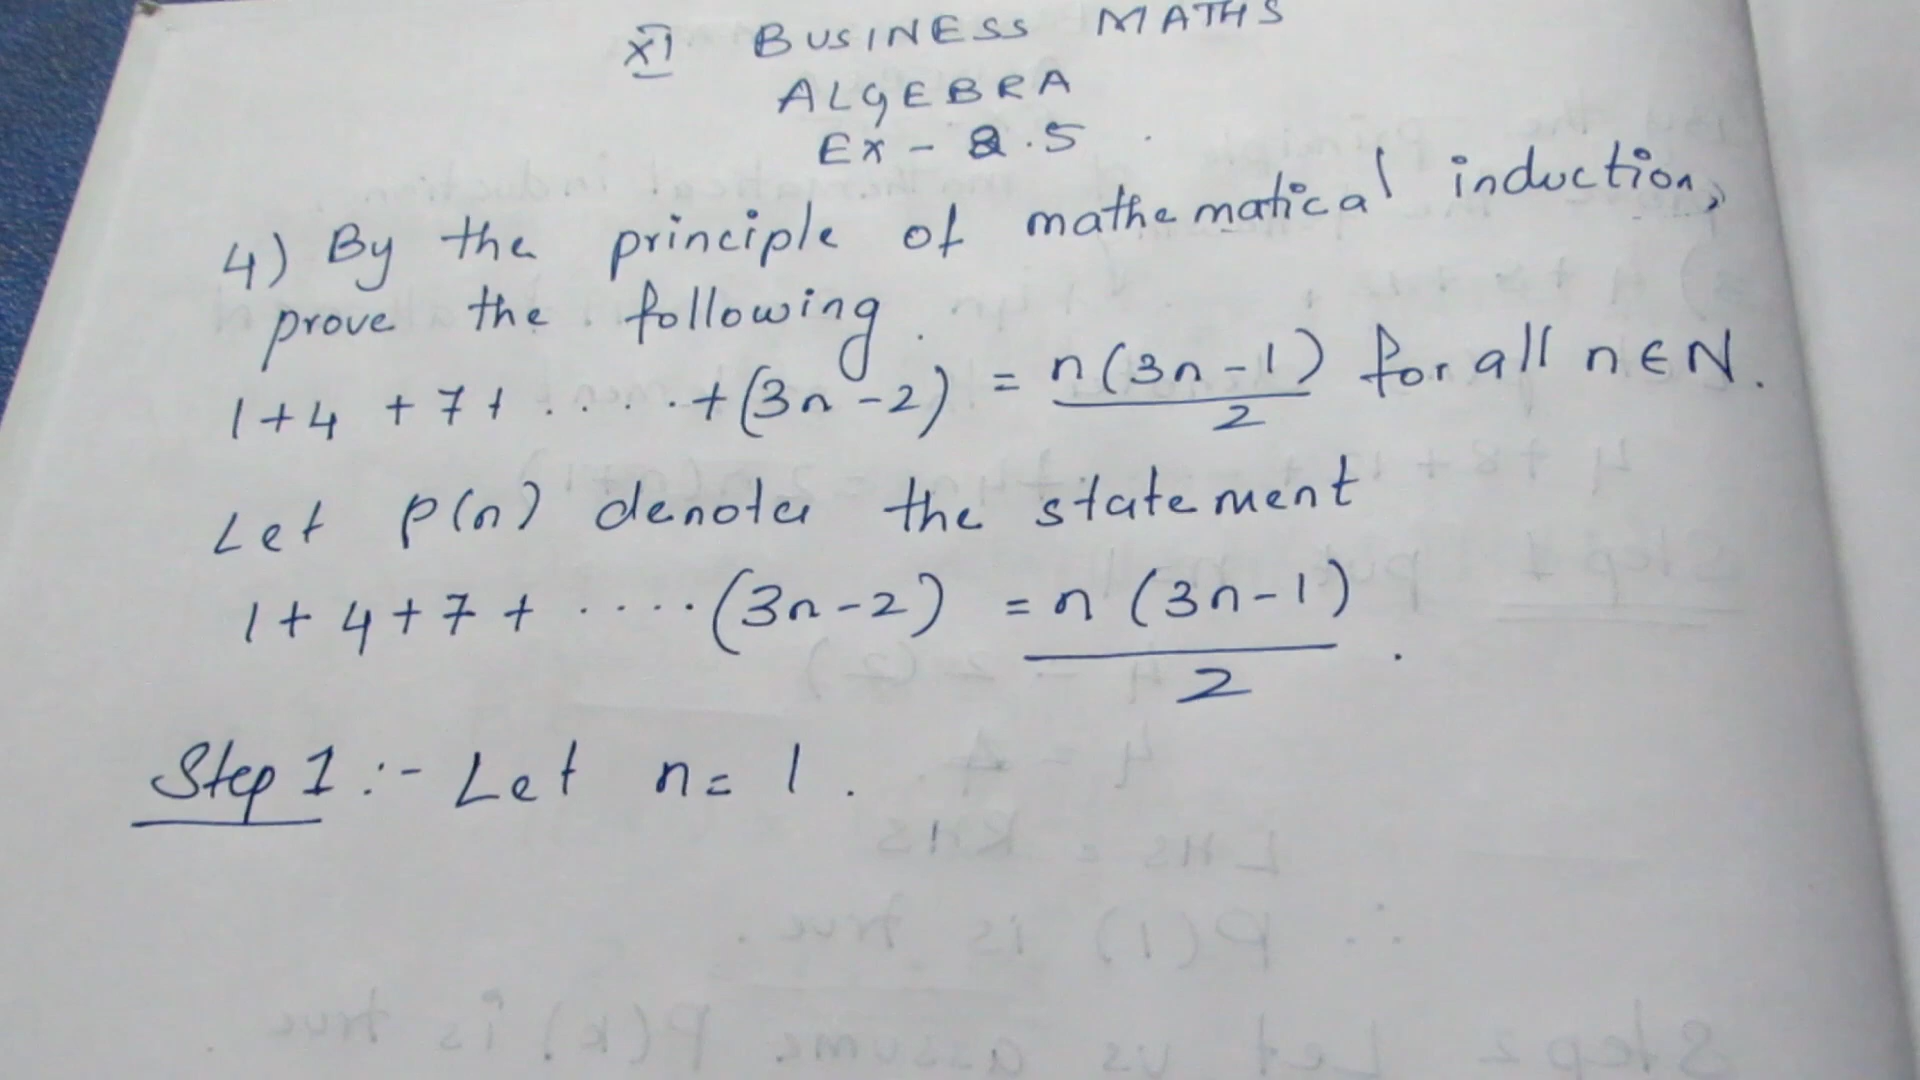 XI BUSINESS MATHS
ALGEBRA
Ex - 2.5
4) By the principle of mathematical induction,
prove the following.
1+4 +7+ .....+(3n-2) = n(3n-1)/2 for all n∈N.
Let P(n) denotes the statement
1+4+7+ .....(3n-2) = n (3n-1)/2 .
Step 1 :- Let n= 1.